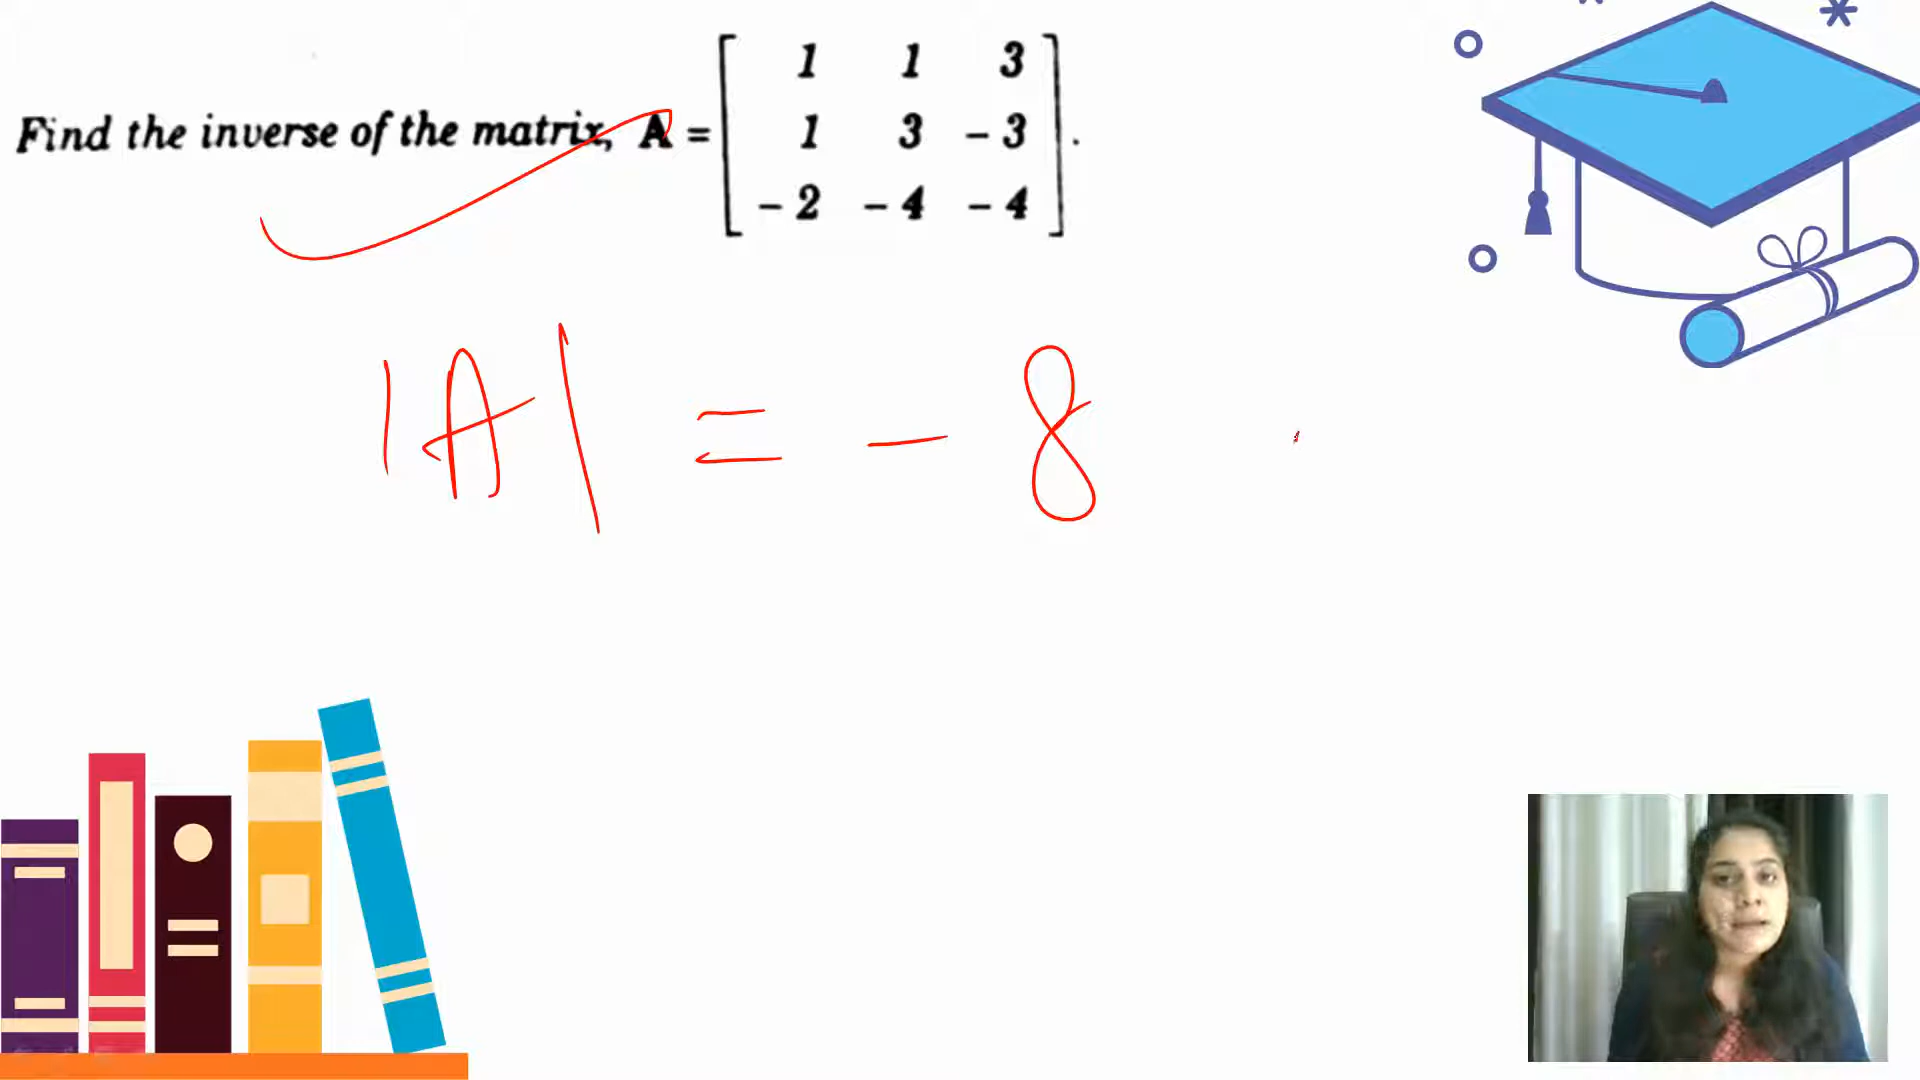 Find the inverse of the matrix, A = [ 1 1 3
1 3 – 3
– 2 – 4 – 4 ] .
|A| = – 8